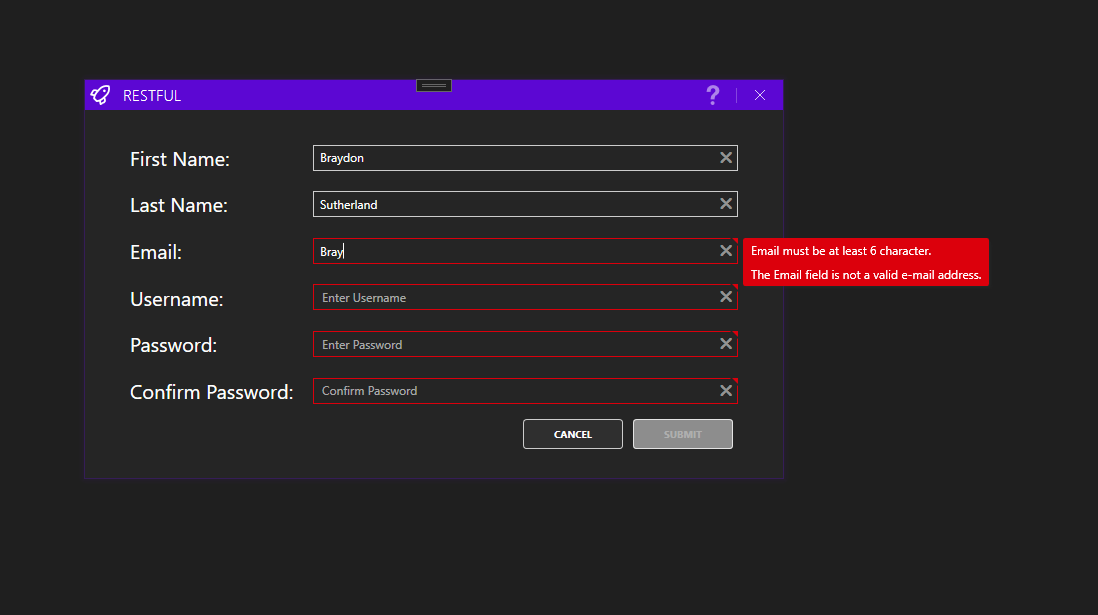 RESTFUL
?
First Name:
Braydon
Last Name:
Sutherland
Email:
Bray
Email must be at least 6 character.
The Email field is not a valid e-mail address.
Username:
Enter Username
Password:
Enter Password
Confirm Password:
Confirm Password
CANCEL
SUBMIT